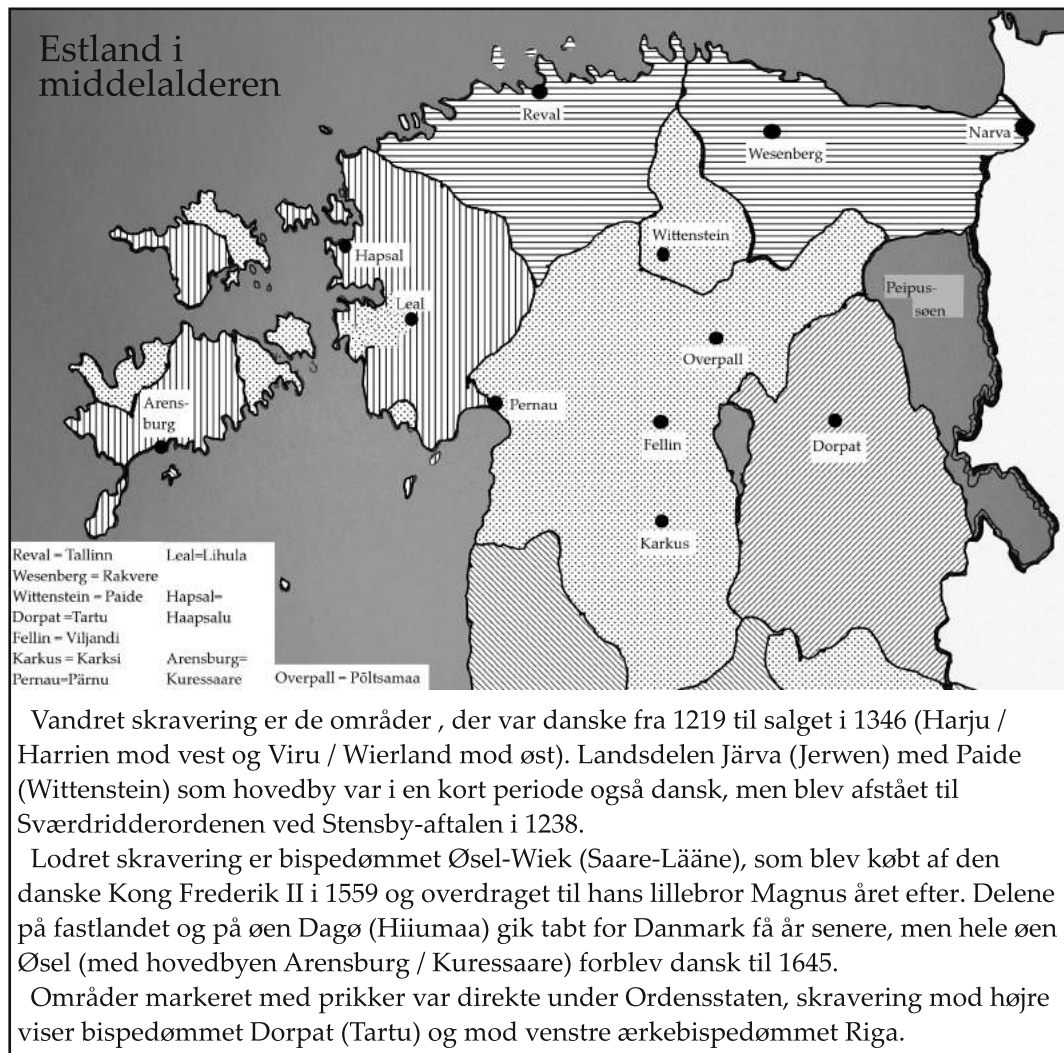 Estland i
middelalderen
Reval
Narva
Wesenberg
Wittenstein
Hapsal
Peipus-
søen
Leal
Overpall
Arens-
burg
Pernau
Fellin
Dorpat
Karkus
Reval = Tallinn
Wesenberg = Rakvere
Wittenstein = Paide
Dorpat =Tartu
Fellin = Viljandi
Karkus = Karksi
Pernau=Pärnu
Leal=Lihula
Hapsal=
Haapsalu
Arensburg=
Kuressaare
Overpall = Põltsamaa
Vandret skravering er de områder , der var danske fra 1219 til salget i 1346 (Harju /
Harrien mod vest og Viru / Wierland mod øst). Landsdelen Järva (Jerwen) med Paide
(Wittenstein) som hovedby var i en kort periode også dansk, men blev afstået til
Sværdridderordenen ved Stensby-aftalen i 1238.
Lodret skravering er bispedømmet Øsel-Wiek (Saare-Lääne), som blev købt af den
danske Kong Frederik II i 1559 og overdraget til hans lillebror Magnus året efter. Delene
på fastlandet og på øen Dagø (Hiiumaa) gik tabt for Danmark få år senere, men hele øen
Øsel (med hovedbyen Arensburg / Kuressaare) forblev dansk til 1645.
Områder markeret med prikker var direkte under Ordensstaten, skravering mod højre
viser bispedømmet Dorpat (Tartu) og mod venstre ærkebispedømmet Riga.